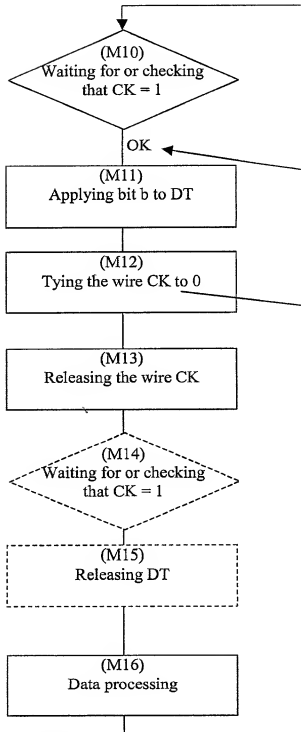 (M10)
Waiting for or checking
that CK = 1
OK
(M11)
Applying bit b to DT
(M12)
Tying the wire CK to 0
(M13)
Releasing the wire CK
(M14)
Waiting for or checking
that CK = 1
(M15)
Releasing DT
(M16)
Data processing